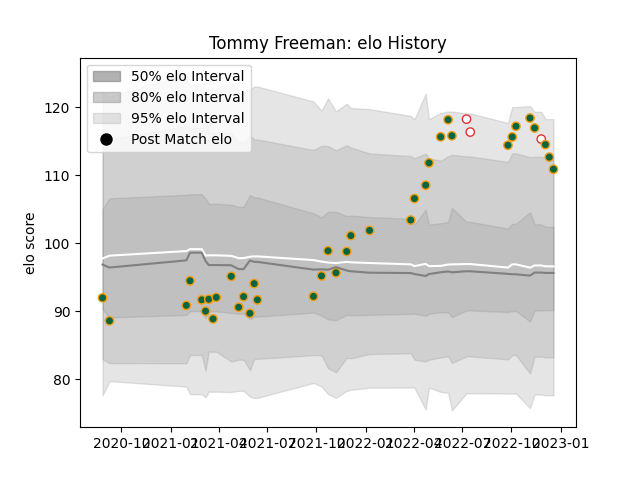 Tommy Freeman: elo History
50% elo Interval
80% elo Interval
95% elo Interval
Post Match elo
elo score
120
110
100
90
80
2020-10 2021-01 2021-04 2021-07 2021-10 2022-01 2022-04 2022-07 2022-10 2023-01